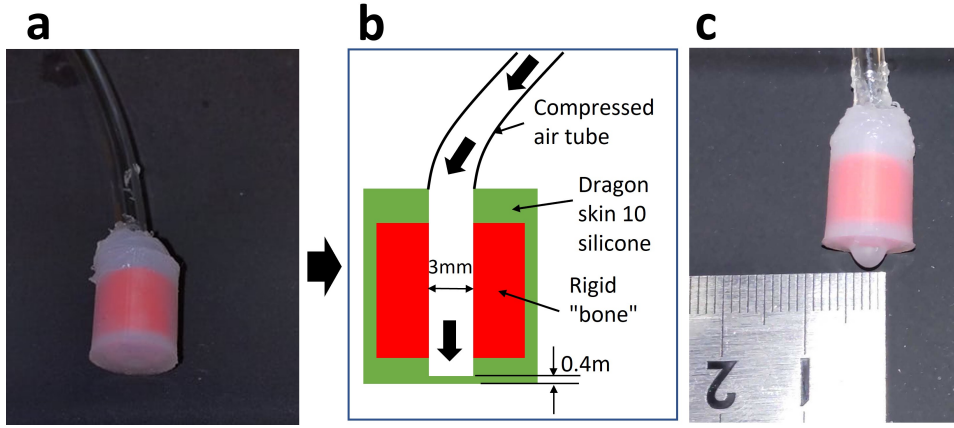 a
b
c
Compressed
air tube
Dragon
skin 10
silicone
3mm
Rigid
"bone"
0.4m
2
1